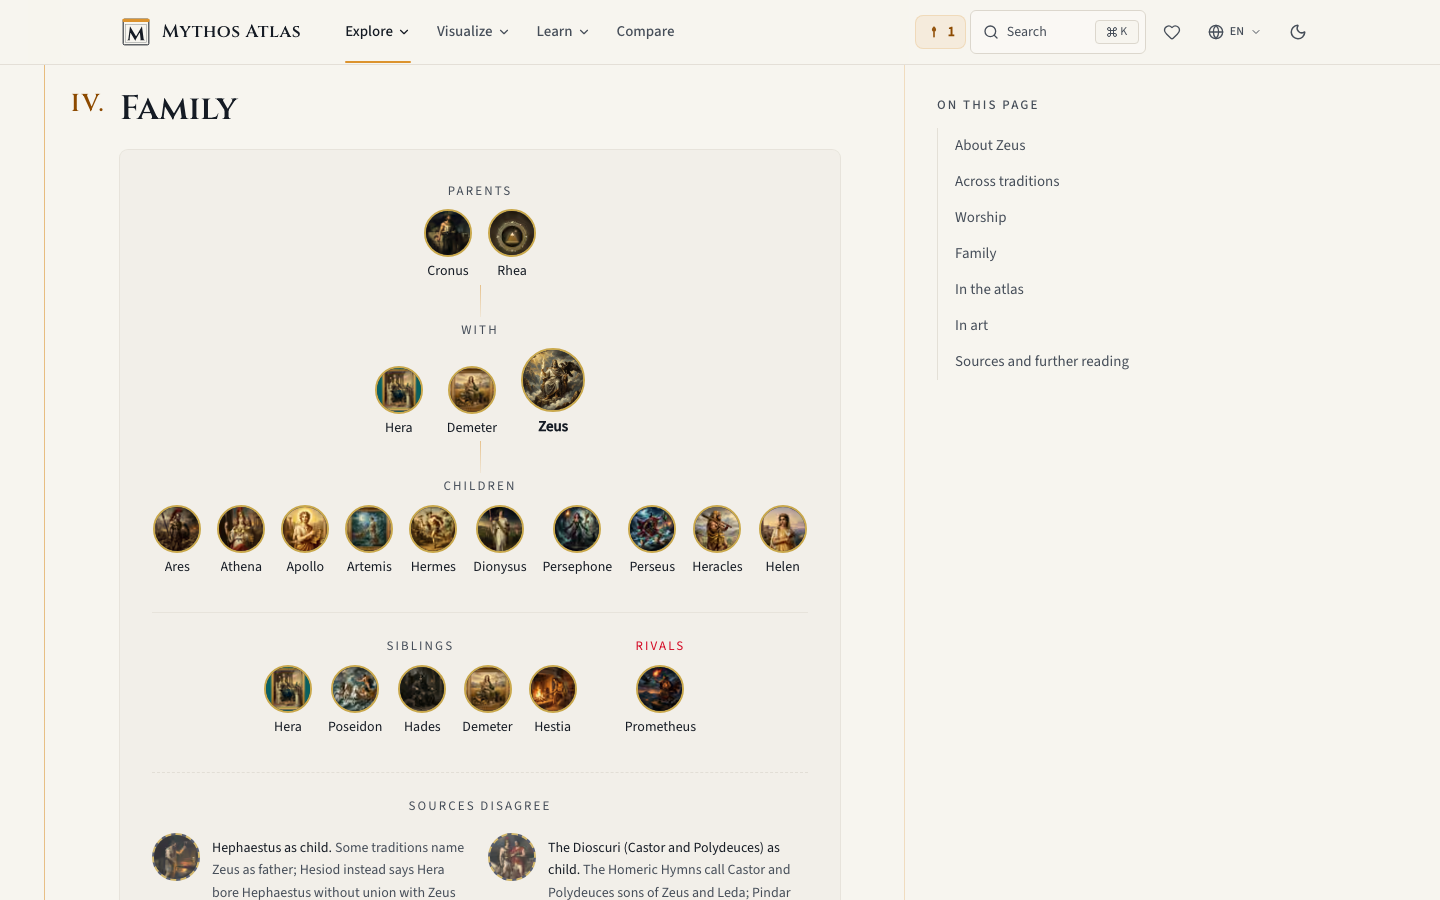 M MYTHOS ATLAS Explore Visualize Learn Compare 1 Search ⌘K EN
IV. FAMILY
PARENTS
Cronus Rhea
WITH
Hera Demeter Zeus
CHILDREN
Ares Athena Apollo Artemis Hermes Dionysus Persephone Perseus Heracles Helen
SIBLINGS
Hera Poseidon Hades Demeter Hestia
RIVALS
Prometheus
SOURCES DISAGREE
Hephaestus as child. Some traditions name
Zeus as father; Hesiod instead says Hera
bore Hephaestus without union with Zeus
The Dioscuri (Castor and Polydeuces) as
child. The Homeric Hymns call Castor and
Polydeuces sons of Zeus and Leda; Pindar
ON THIS PAGE
About Zeus
Across traditions
Worship
Family
In the atlas
In art
Sources and further reading